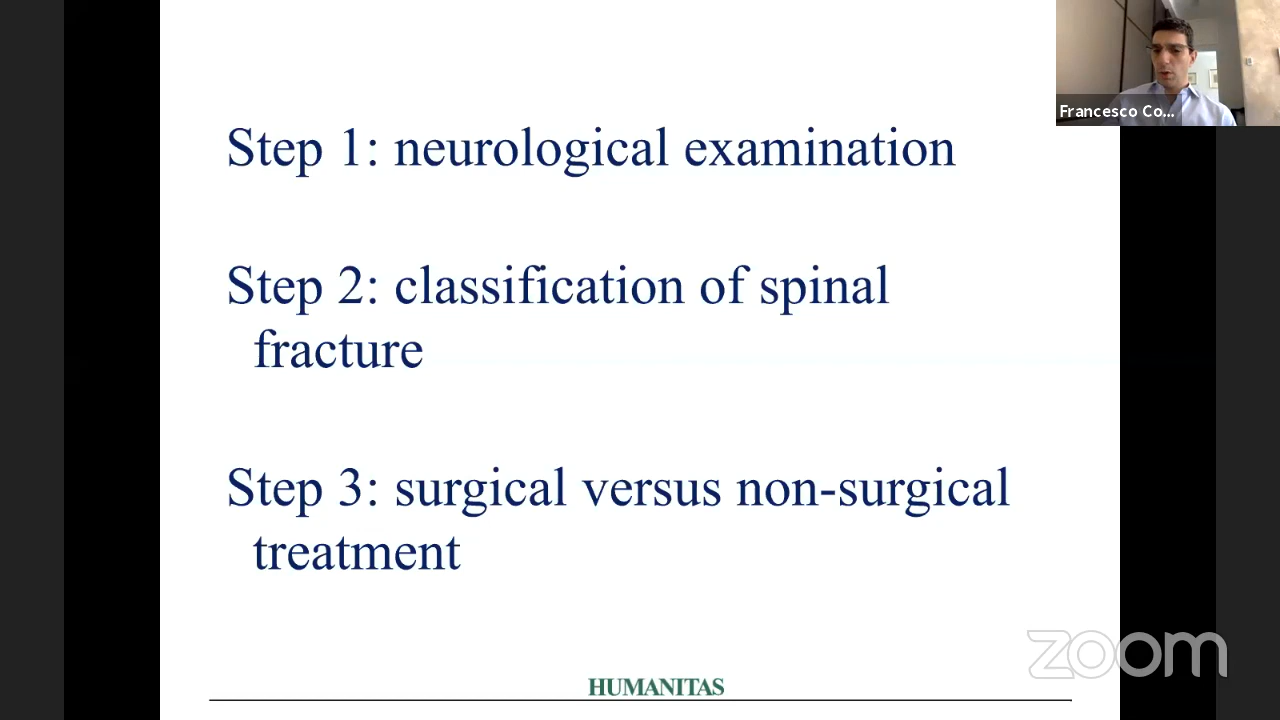 Francesco Co...
Step 1: neurological examination
Step 2: classification of spinal
fracture
Step 3: surgical versus non-surgical
treatment
zoom
HUMANITAS